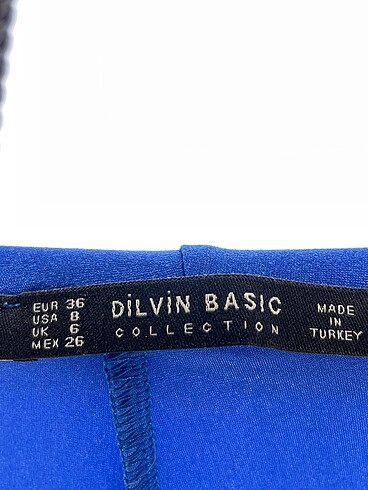 EUR 36
USA 8
UK 6
MEX 26
DİLVİN BASIC
COLLECTION
MADE
IN
TURKEY